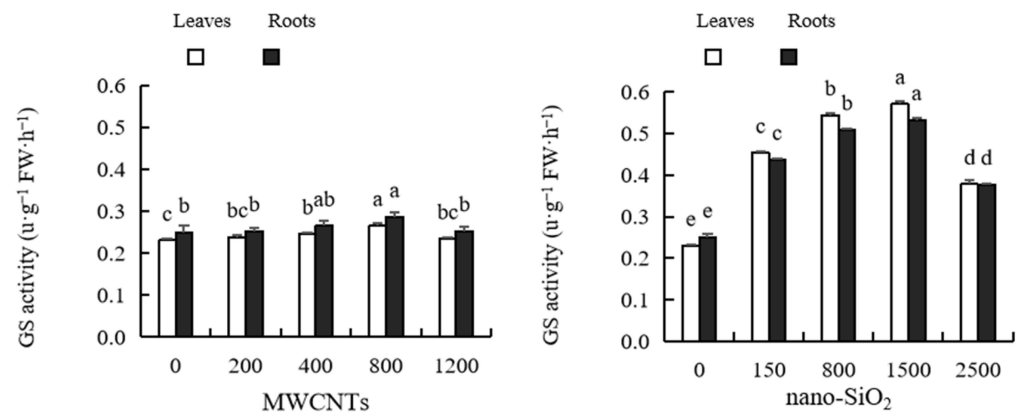 Leaves Roots
GS activity (u·g⁻¹ FW·h⁻¹)
0.6
0.5
0.4
0.3
0.2
0.1
0.0
c b
bc b
b ab
a a
bc b
0 200 400 800 1200
MWCNTs
Leaves Roots
GS activity (u·g⁻¹ FW·h⁻¹)
0.6
0.5
0.4
0.3
0.2
0.1
0.0
e e
c c
b b
a a
d d
0 150 800 1500 2500
nano-SiO₂